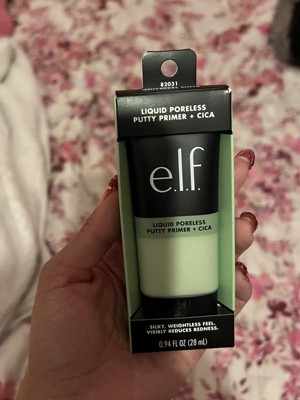 82031
LIQUID PORELESS
PUTTY PRIMER + CICA
e.l.f.
LIQUID PORELESS
PUTTY PRIMER + CICA
SILKY, WEIGHTLESS FEEL.
VISIBLY REDUCES REDNESS.
0.94 FL OZ (28 mL)